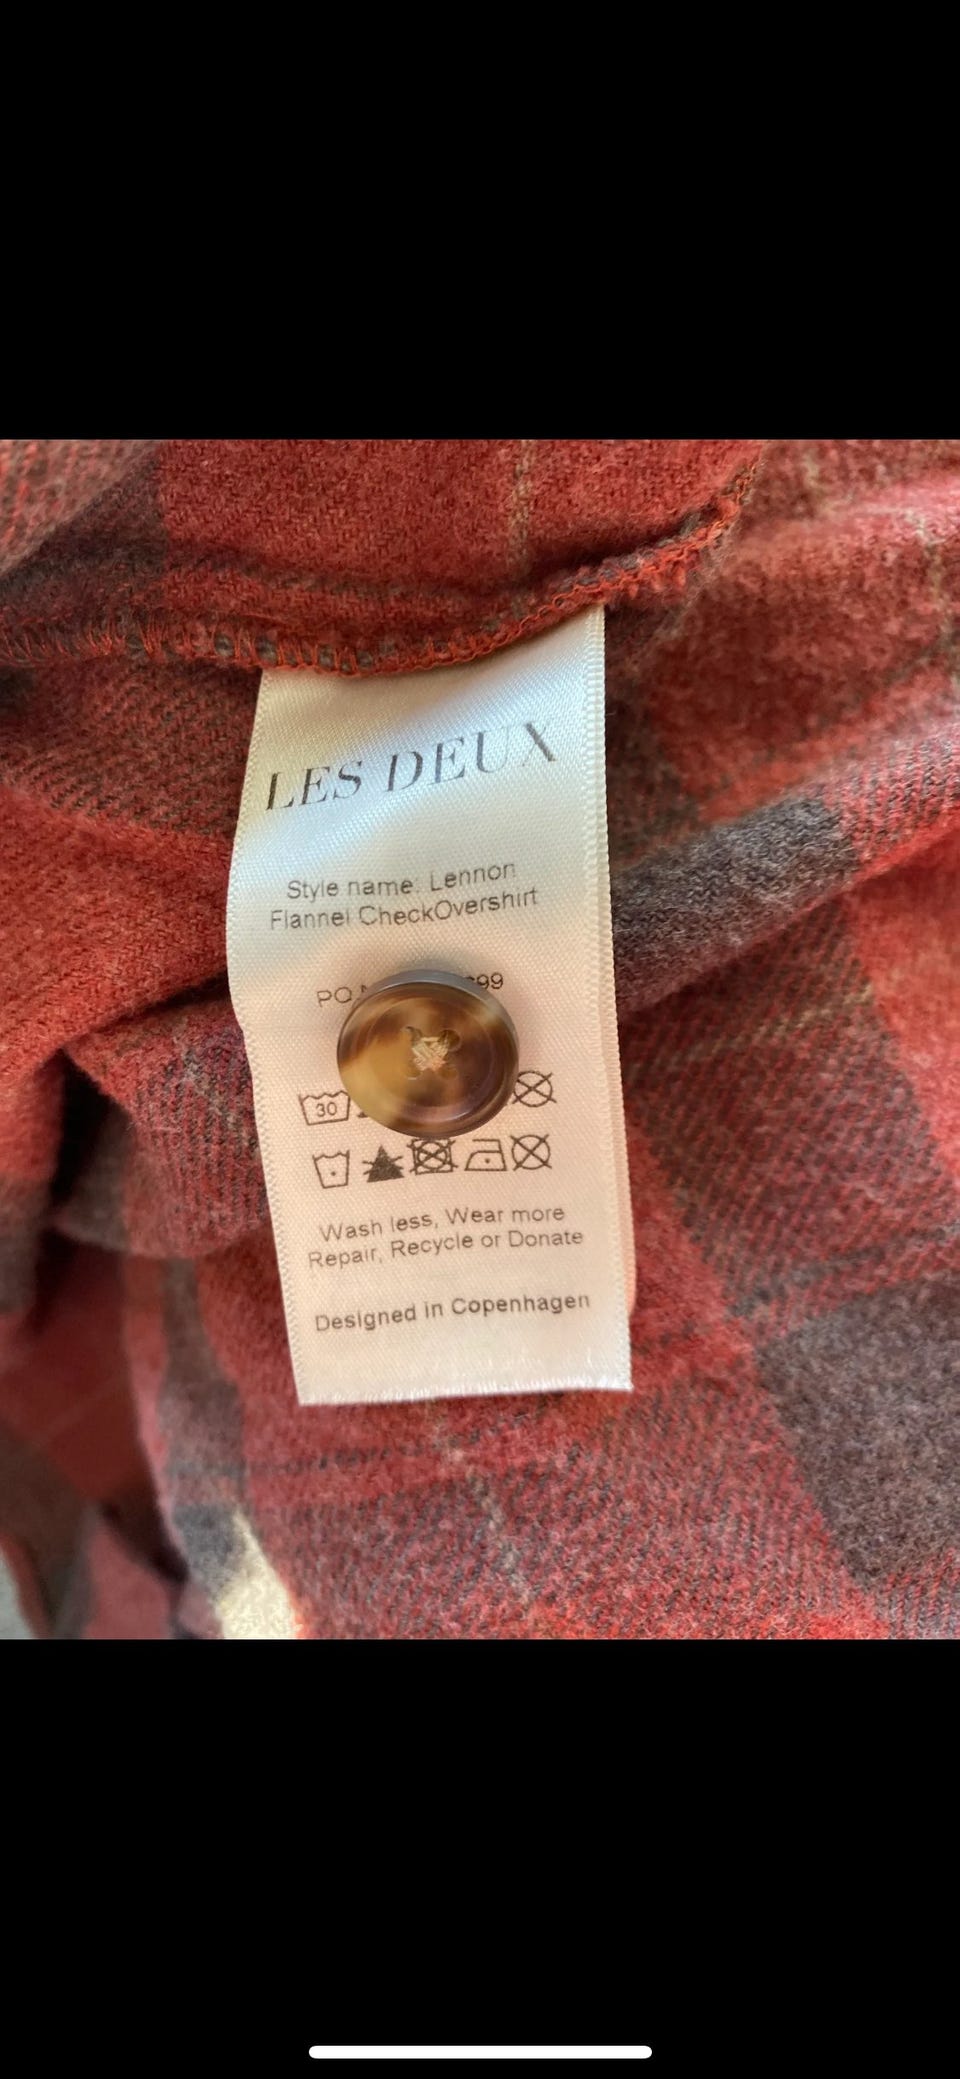 LES DEUX
Style name: Lennon
Flannel CheckOvershirt
PO
30
Wash less, Wear more
Repair, Recycle or Donate
Designed in Copenhagen